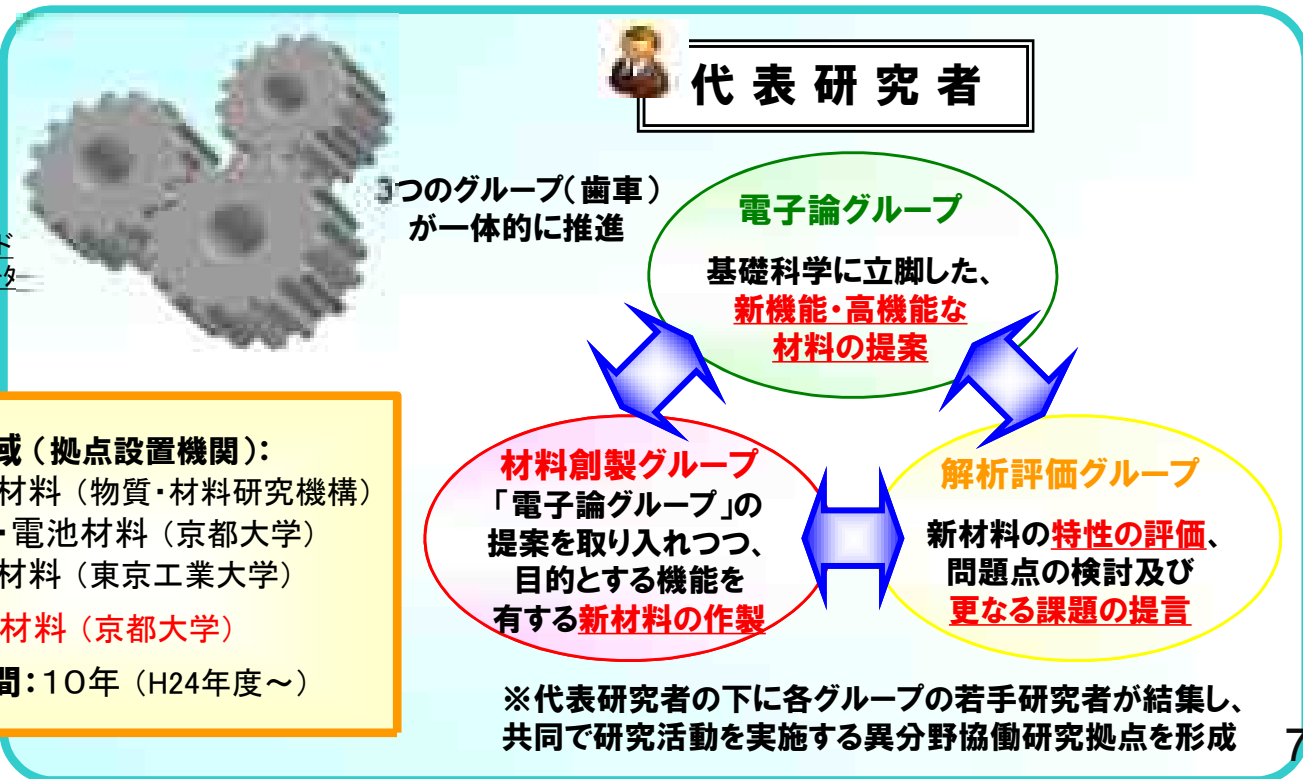 代表研究者
3つのグループ(歯車)
が一体的に推進
電子論グループ
基礎科学に立脚した、
新機能・高機能な
材料の提案
材料創製グループ
「電子論グループ」の
提案を取り入れつつ、
目的とする機能を
有する新材料の作製
解析評価グループ
新材料の特性の評価、
問題点の検討及び
更なる課題の提言
ド
ター
域(拠点設置機関):
材料(物質・材料研究機構)
・電池材料(京都大学)
材料(東京工業大学)
材料(京都大学)
間:10年(H24年度~)
※代表研究者の下に各グループの若手研究者が結集し、
共同で研究活動を実施する異分野協働研究拠点を形成
7